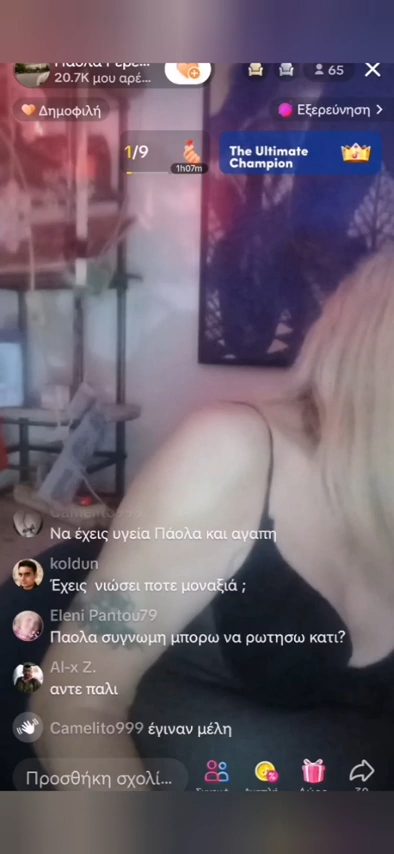 20.7K μου αρέ...
65
Δημοφιλή
Εξερεύνηση >
1/9
1h07m
The Ultimate
Champion
Να έχεις υγεία Πάολα και αγαπη
koldun
Έχεις νιώσει ποτε μοναξιά ;
Eleni Pantou79
Παολα συγνωμη μπορω να ρωτησω κατι?
Al-x Z.
αντε παλι
Camelito999 έγιναν μέλη
Προσθήκη σχολί...